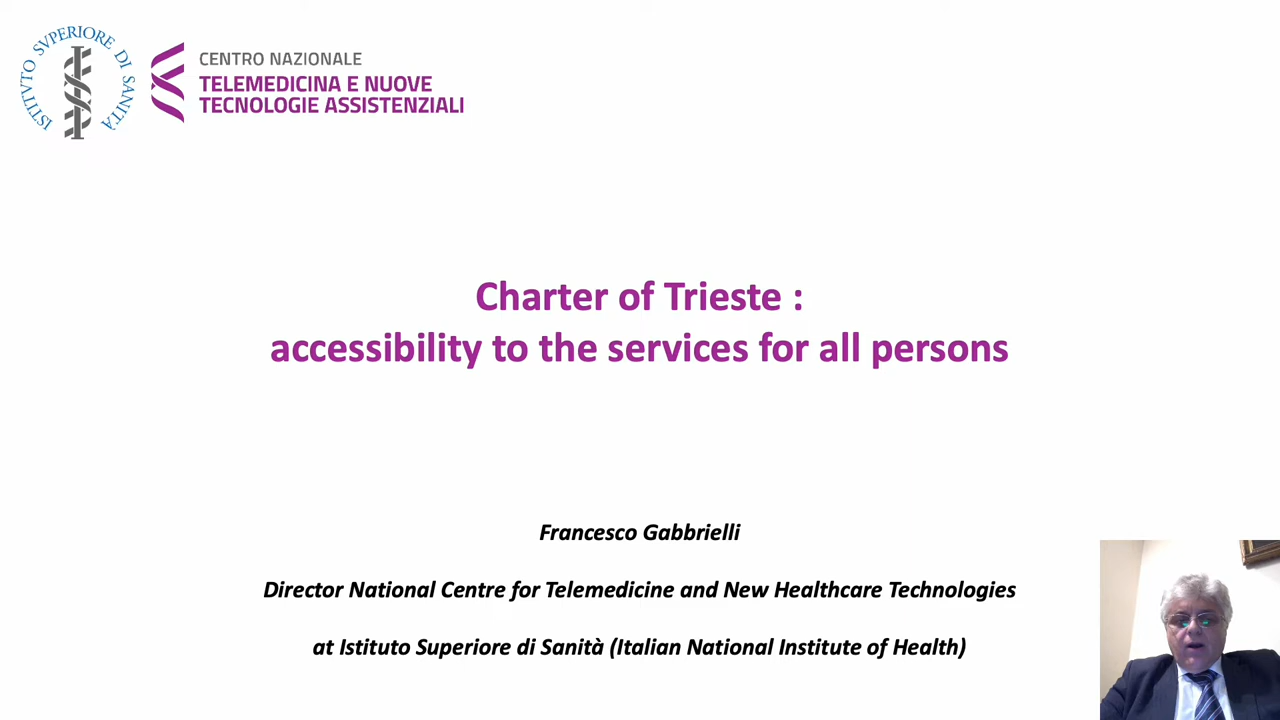 ISTITVTO SVPERIORE DI SANITÀ
CENTRO NAZIONALE
TELEMEDICINA E NUOVE
TECNOLOGIE ASSISTENZIALI
Charter of Trieste :
accessibility to the services for all persons
Francesco Gabbrielli
Director National Centre for Telemedicine and New Healthcare Technologies
at Istituto Superiore di Sanità (Italian National Institute of Health)